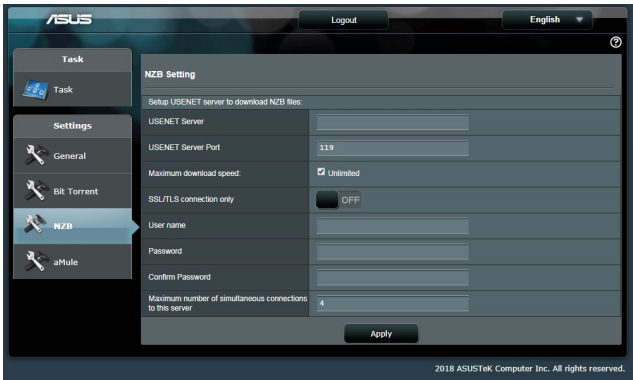 ASUS
Logout
English
Task
Task
Settings
General
Bit Torrent
NZB
aMule
NZB Setting
Setup USENET server to download NZB files:
USENET Server
USENET Server Port
119
Maximum download speed:
Unlimited
SSL/TLS connection only
OFF
User name
Password
Confirm Password
Maximum number of simultaneous connections
to this server
4
Apply
2018 ASUSTeK Computer Inc. All rights reserved.